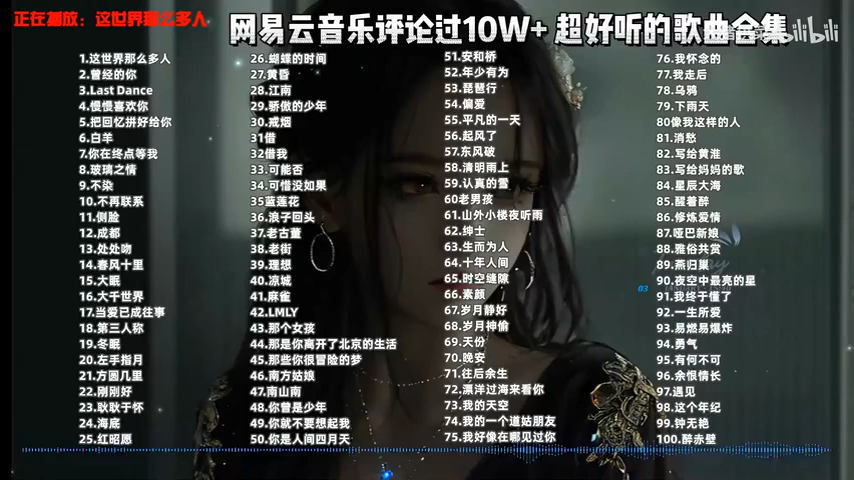 正在播放：这世界那么多人
网易云音乐评论过10W+ 超好听的歌曲合集
bilibili
1.这世界那么多人
2.曾经的你
3.Last Dance
4.慢慢喜欢你
5.把回忆拼好给你
6.白羊
7.你在终点等我
8.玻璃之情
9.不染
10.不再联系
11.侧脸
12.成都
13.处处吻
14.春风十里
15.大眠
16.大千世界
17.当爱已成往事
18.第三人称
19.冬眠
20.左手指月
21.方圆几里
22.刚刚好
23.耿耿于怀
24.海底
25.红昭愿
26.蝴蝶的时间
27.黄昏
28.江南
29.骄傲的少年
30.戒烟
31借
32借我
33.可能否
34.可惜没如果
35蓝莲花
36.浪子回头
37.老古董
38.老街
39.理想
40.凉城
41.麻雀
42.LMLY
43.那个女孩
44.那是你离开了北京的生活
45.那些你很冒险的梦
46.南方姑娘
47.南山南
48.你曾是少年
49.你就不要想起我
50.你是人间四月天
51.安和桥
52.年少有为
53.琵琶行
54.偏爱
55.平凡的一天
56.起风了
57.东风破
58.清明雨上
59.认真的雪
60老男孩
61.山外小楼夜听雨
62.绅士
63.生而为人
64.十年人间
65.时空缝隙
66.素颜
67.岁月静好
68.岁月神偷
69.天份
70.晚安
71.往后余生
72.漂洋过海来看你
73.我的天空
74.我的一个道姑朋友
75.我好像在哪见过你
76.我怀念的
77.我走后
78.乌鸦
79.下雨天
80像我这样的人
81.消愁
82.写给黄淮
83.写给妈妈的歌
84.星辰大海
85.醒着醉
86.修炼爱情
87.哑巴新娘
88.雅俗共赏
89.燕归巢
90.夜空中最亮的星
91.我终于懂了
92.一生所爱
93.易燃易爆炸
94.勇气
95.有何不可
96.余恨情长
97.遇见
98.这个年纪
99.钟无艳
100.醉赤壁
03